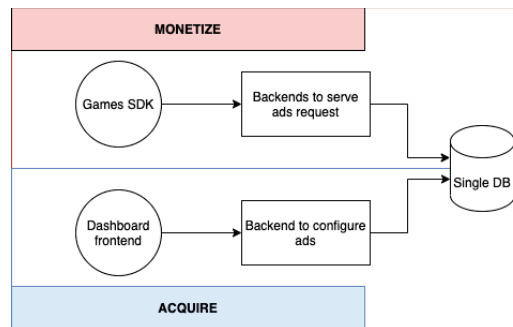 MONETIZE
Games SDK
Backends to serve
ads request
Single DB
Dashboard
frontend
Backend to configure
ads
ACQUIRE